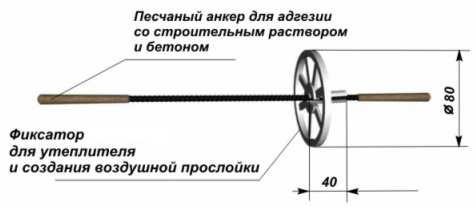 Песчаный анкер для адгезии
со строительным раствором
и бетоном
Ø 80
Фиксатор
для утеплителя
и создания воздушной прослойки
40